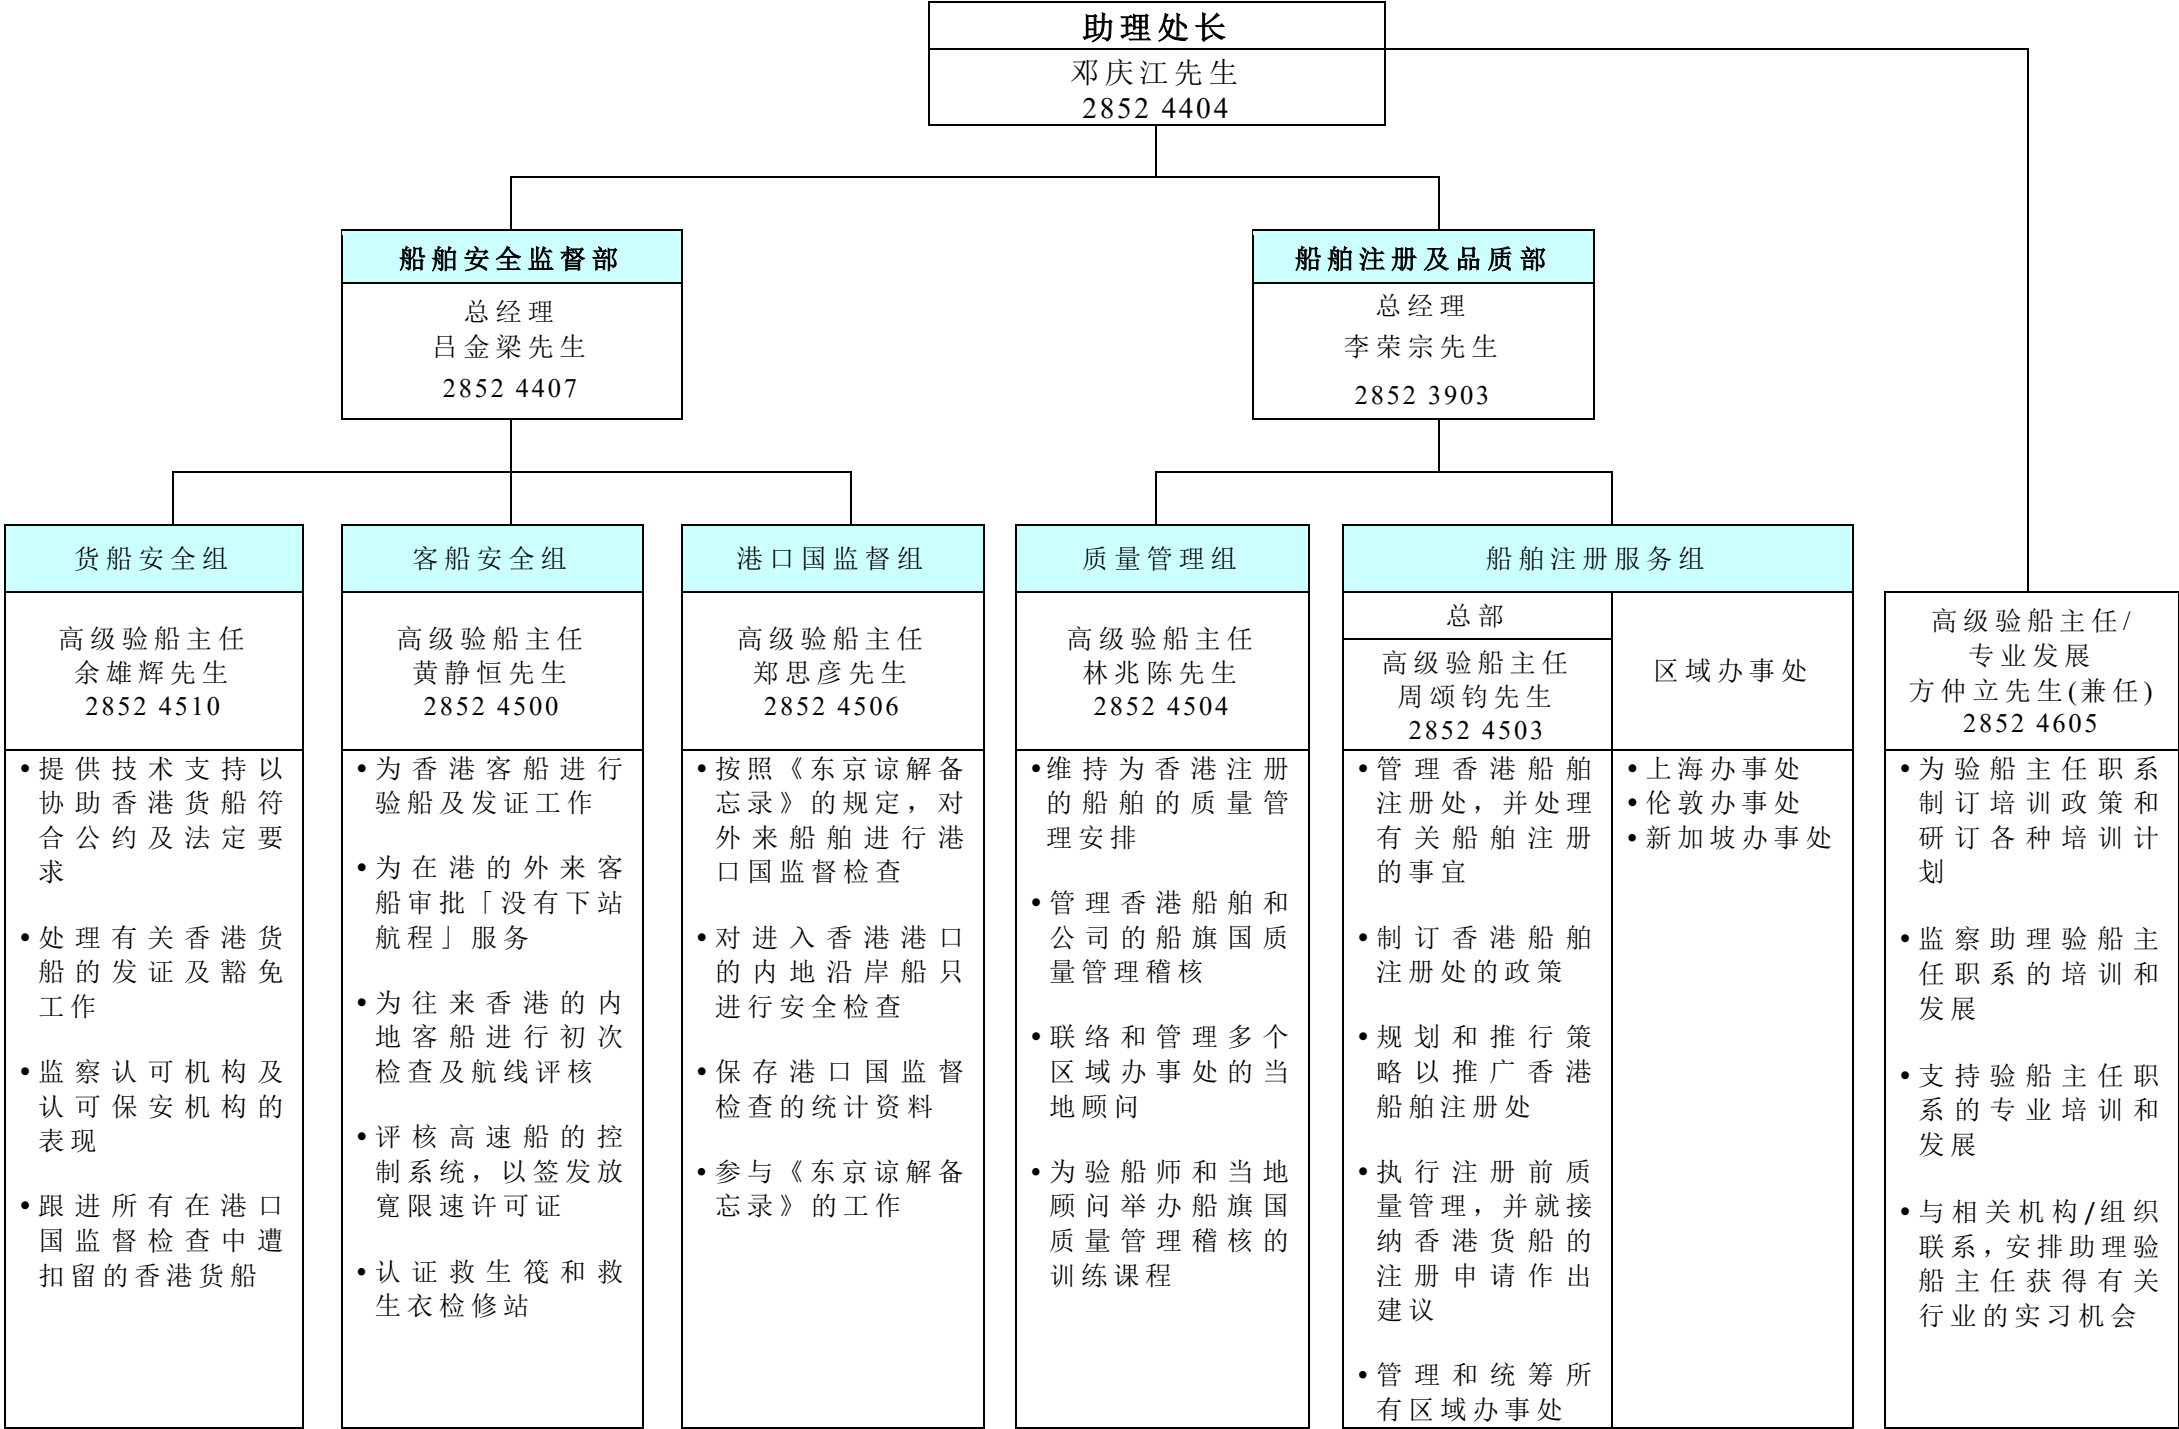 助理处长
邓庆江先生
2852 4404
船舶安全监督部
总经理
吕金梁先生
2852 4407
船舶注册及品质部
总经理
李荣宗先生
2852 3903
货船安全组
高级验船主任
余雄辉先生
2852 4510
•提供技术支持以
协助香港货船符
合公约及法定要
求
•处理有关香港货
船的发证及豁免
工作
•监察认可机构及
认可保安机构的
表现
•跟进所有在港口
国监督检查中遭
扣留的香港货船
客船安全组
高级验船主任
黄静恒先生
2852 4500
•为香港客船进行
验船及发证工作
•为在港的外来客
船审批「没有下站
航程」服务
•为往来香港的内
地客船进行初次
检查及航线评核
•评核高速船的控
制系统，以签发放
寛限速许可证
•认证救生筏和救
生衣检修站
港口国监督组
高级验船主任
郑思彦先生
2852 4506
•按照《东京谅解备
忘录》的规定，对
外来船舶进行港
口国监督检查
•对进入香港港口
的内地沿岸船只
进行安全检查
•保存港口国监督
检查的统计资料
•参与《东京谅解备
忘录》的工作
质量管理组
高级验船主任
林兆陈先生
2852 4504
•维持为香港注册
的船舶的质量管
理安排
•管理香港船舶和
公司的船旗国质
量管理稽核
•联络和管理多个
区域办事处的当
地顾问
•为验船师和当地
顾问举办船旗国
质量管理稽核的
训练课程
船舶注册服务组
总部
高级验船主任
周颂钧先生
2852 4503
•管理香港船舶
注册处，并处理
有关船舶注册
的事宜
•制订香港船舶
注册处的政策
•规划和推行策
略以推广香港
船舶注册处
•执行注册前质
量管理，并就接
纳香港货船的
注册申请作出
建议
•管理和统筹所
有区域办事处
区域办事处
•上海办事处
•伦敦办事处
•新加坡办事处
高级验船主任/
专业发展
方仲立先生(兼任)
2852 4605
•为验船主任职系
制订培训政策和
研订各种培训计
划
•监察助理验船主
任职系的培训和
发展
•支持验船主任职
系的专业培训和
发展
•与相关机构/组织
联系，安排助理验
船主任获得有关
行业的实习机会